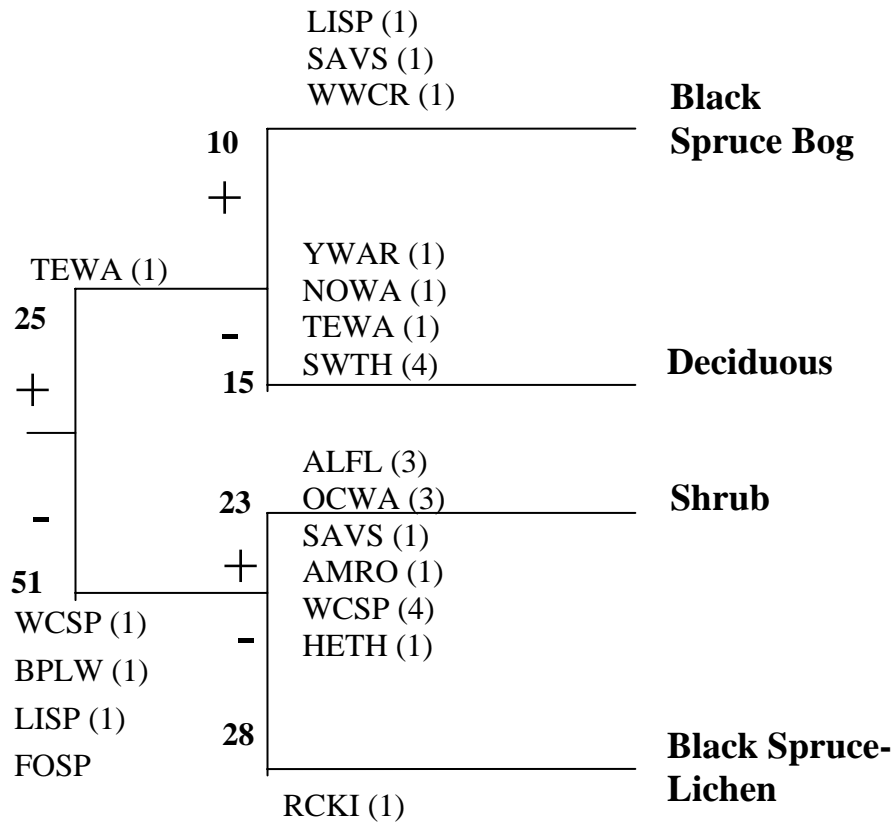 LISP (1)
SAVS (1)
WWCR (1)
Black
Spruce Bog
10
+
TEWA (1)
25
+
YWAR (1)
NOWA (1)
TEWA (1)
SWTH (4)
-
15
Deciduous
-
51
WCSP (1)
BPLW (1)
LISP (1)
FOSP
23
+
ALFL (3)
OCWA (3)
SAVS (1)
AMRO (1)
WCSP (4)
HETH (1)
Shrub
-
28
RCKI (1)
Black Spruce-
Lichen